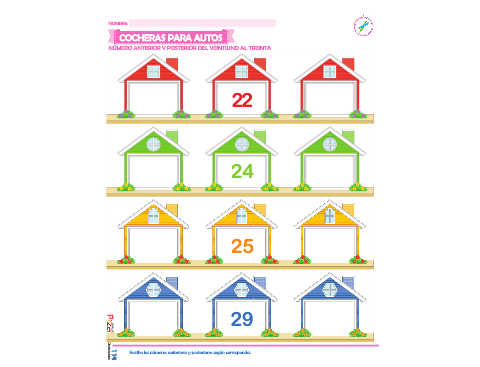 NOMBRE:
COCHERAS PARA AUTOS
NÚMERO ANTERIOR Y POSTERIOR DEL VEINTIUNO AL TREINTA
22
24
25
29
Escribe los números anteriores y posteriores según corresponda.
114